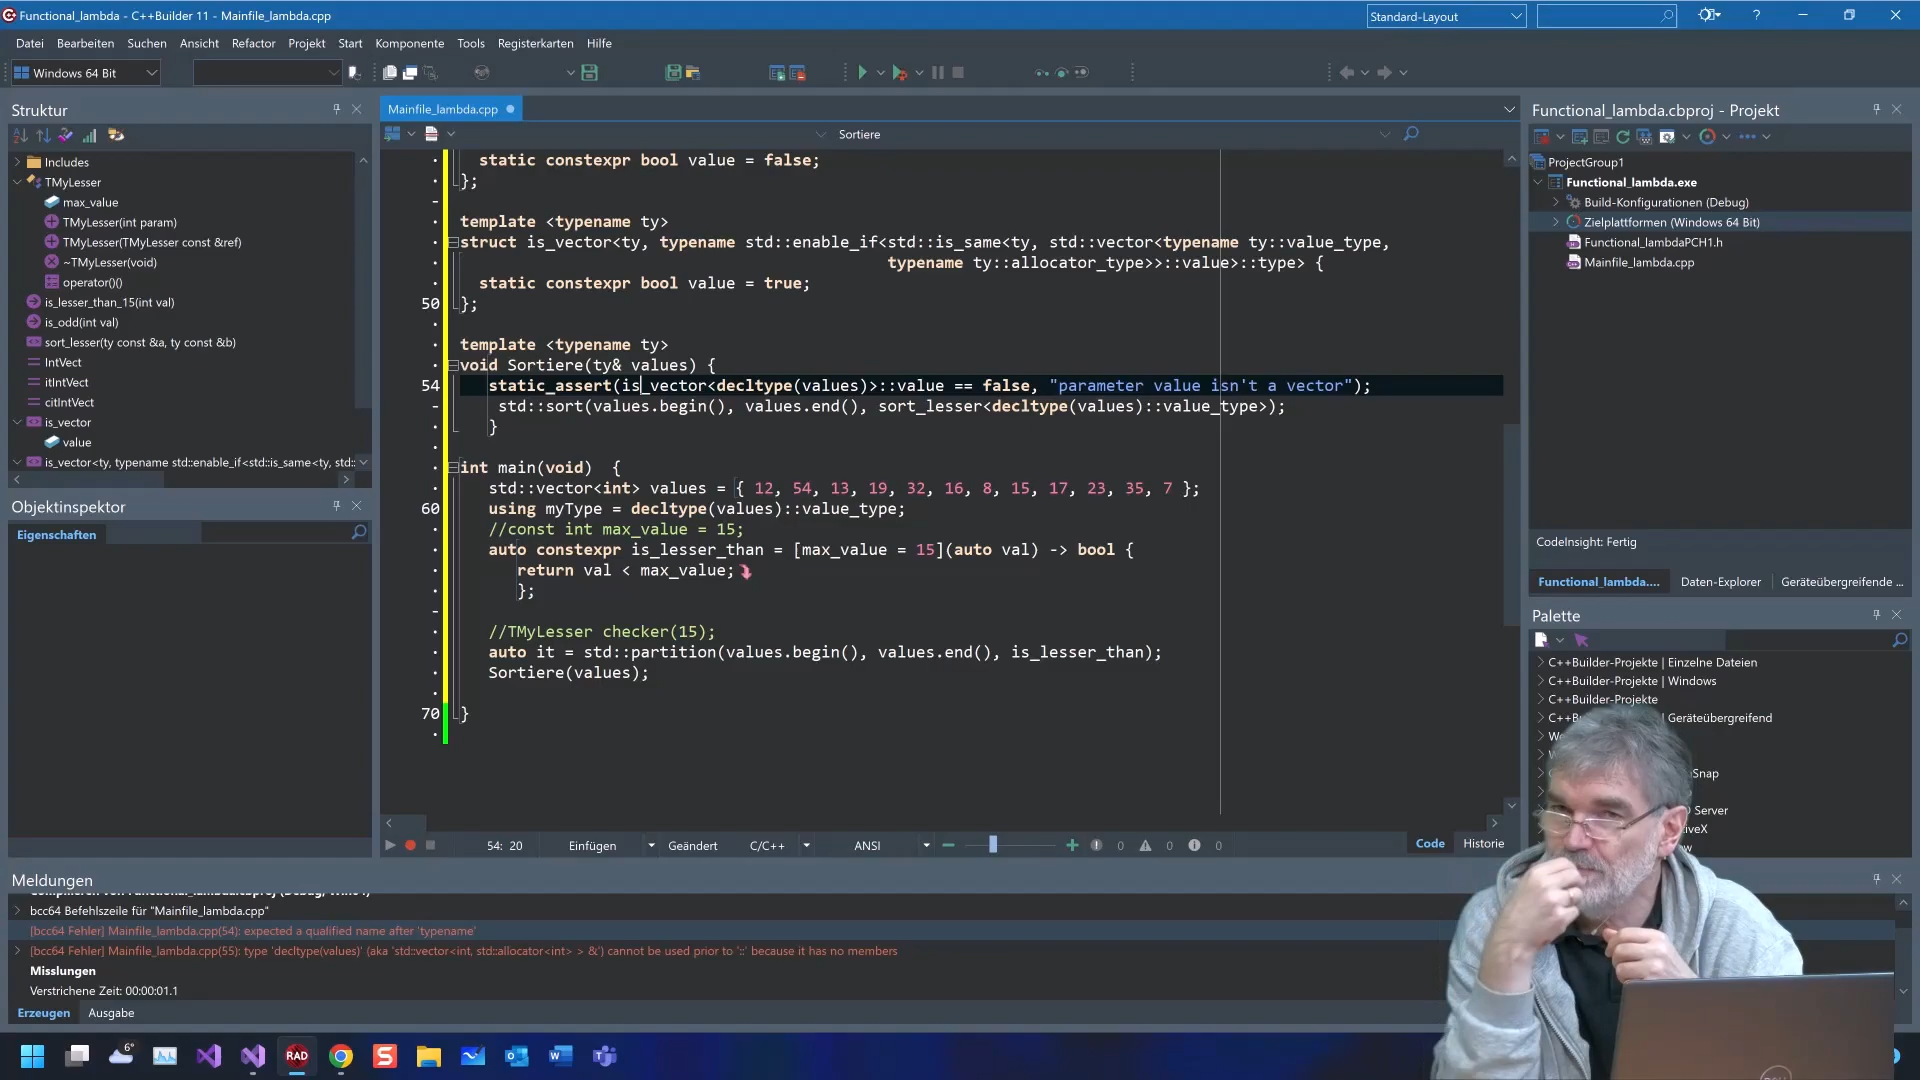 Functional_lambda - C++Builder 11 - Mainfile_lambda.cpp
Standard-Layout
?
Datei Bearbeiten Suchen Ansicht Refactor Projekt Start Komponente Tools Registerkarten Hilfe
Windows 64 Bit
Struktur
Includes
TMyLesser
max_value
TMyLesser(int param)
TMyLesser(TMyLesser const &ref)
~TMyLesser(void)
operator()()
is_lesser_than_15(int val)
is_odd(int val)
sort_lesser(ty const &a, ty const &b)
IntVect
itIntVect
citIntVect
is_vector
value
is_vector<ty, typename std::enable_if<std::is_same<ty, std::
Objektinspektor
Eigenschaften
Mainfile_lambda.cpp
Sortiere
static constexpr bool value = false;
};
template <typename ty>
struct is_vector<ty, typename std::enable_if<std::is_same<ty, std::vector<typename ty::value_type,
typename ty::allocator_type>>::value>::type> {
static constexpr bool value = true;
50 };
template <typename ty>
void Sortiere(ty& values) {
54 static_assert(is_vector<decltype(values)>::value == false, "parameter value isn't a vector");
std::sort(values.begin(), values.end(), sort_lesser<decltype(values)::value_type>);
}
int main(void)  {
std::vector<int> values = { 12, 54, 13, 19, 32, 16, 8, 15, 17, 23, 35, 7 };
60 using myType = decltype(values)::value_type;
//const int max_value = 15;
auto constexpr is_lesser_than = [max_value = 15](auto val) -> bool {
return val < max_value;
};
//TMyLesser checker(15);
auto it = std::partition(values.begin(), values.end(), is_lesser_than);
Sortiere(values);
70 }
54: 20 Einfügen Geändert C/C++ ANSI 0 0 0 Code Historie
Functional_lambda.cbproj - Projekt
ProjectGroup1
Functional_lambda.exe
Build-Konfigurationen (Debug)
Zielplattformen (Windows 64 Bit)
Functional_lambdaPCH1.h
Mainfile_lambda.cpp
CodeInsight: Fertig
Functional_lambda.... Daten-Explorer Geräteübergreifende ...
Palette
C++Builder-Projekte | Einzelne Dateien
C++Builder-Projekte | Windows
C++Builder-Projekte
Geräteübergreifend
Meldungen
bcc64 Befehlszeile für "Mainfile_lambda.cpp"
[bcc64 Fehler] Mainfile_lambda.cpp(54): expected a qualified name after 'typename'
[bcc64 Fehler] Mainfile_lambda.cpp(55): type 'decltype(values)' (aka 'std::vector<int, std::allocator<int> > &') cannot be used prior to '::' because it has no members
Misslungen
Verstrichene Zeit: 00:00:01.1
Erzeugen Ausgabe
6°
RAD